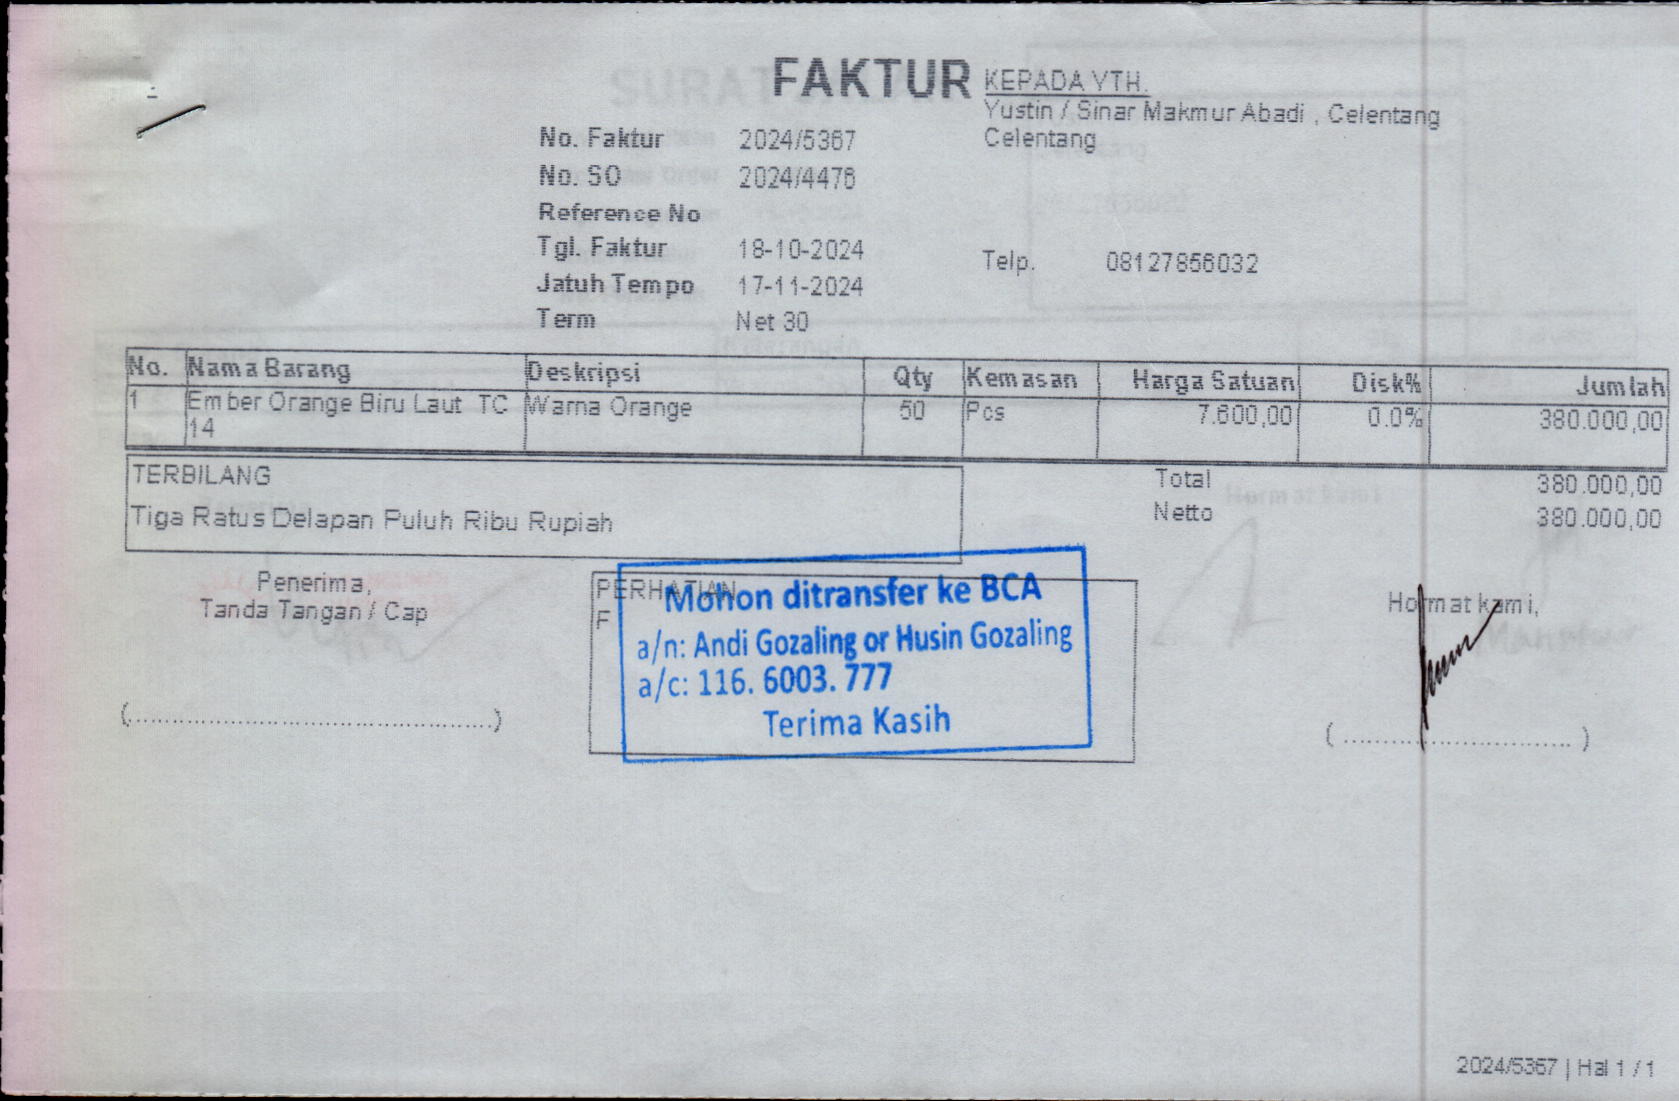 FAKTUR
KEPADA YTH.
Yustin / Sinar Makmur Abadi , Celentang
Celentang
No. Faktur 2024/5367
No. SO 2024/4476
Reference No
Tgl. Faktur 18-10-2024
Telp. 08127856032
Jatuh Tempo 17-11-2024
Term Net 30
No. Nama Barang Deskripsi Qty Kemasan Harga Satuan Disk% Jumlah
1 Ember Orange Biru Laut TC Warna Orange 50 Pcs 7.600,00 0.0% 380.000,00
14
TERBILANG
Total 380.000,00
Tiga Ratus Delapan Puluh Ribu Rupiah
Netto 380.000,00
Penerima,
Tanda Tangan / Cap
PERHATIAN
F
Mohon ditransfer ke BCA
a/n: Andi Gozaling or Husin Gozaling
a/c: 116. 6003. 777
Terima Kasih
Hormat kami,
(................................................)
( .............................. )
2024/5367 | Hal 1 / 1